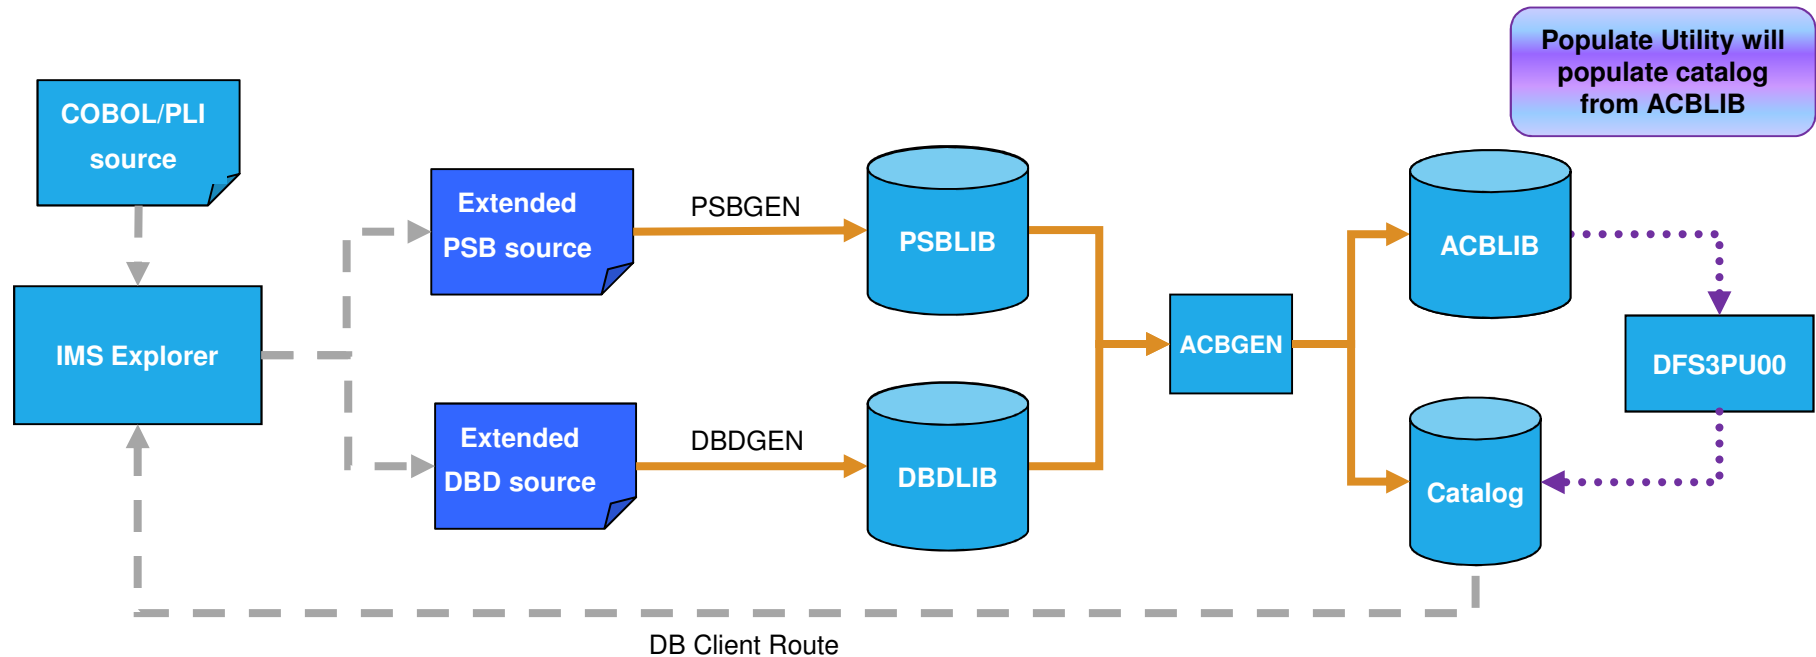 Populate Utility will
populate catalog
from ACBLIB
COBOL/PLI
source
IMS Explorer
Extended
PSB source
PSBGEN
PSBLIB
Extended
DBD source
DBDGEN
DBDLIB
ACBGEN
ACBLIB
DFS3PU00
Catalog
DB Client Route